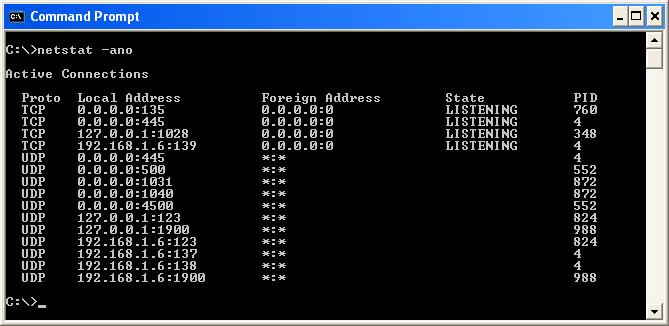 Command Prompt
C:\>netstat -ano
Active Connections
Proto  Local Address          Foreign Address        State           PID
TCP    0.0.0.0:135            0.0.0.0:0              LISTENING       760
TCP    0.0.0.0:445            0.0.0.0:0              LISTENING       4
TCP    127.0.0.1:1028         0.0.0.0:0              LISTENING       348
TCP    192.168.1.6:139        0.0.0.0:0              LISTENING       4
UDP    0.0.0.0:445            *:*                                    4
UDP    0.0.0.0:500            *:*                                    552
UDP    0.0.0.0:1031           *:*                                    872
UDP    0.0.0.0:1040           *:*                                    872
UDP    0.0.0.0:4500           *:*                                    552
UDP    127.0.0.1:123          *:*                                    824
UDP    127.0.0.1:1900         *:*                                    988
UDP    192.168.1.6:123        *:*                                    824
UDP    192.168.1.6:137        *:*                                    4
UDP    192.168.1.6:138        *:*                                    4
UDP    192.168.1.6:1900       *:*                                    988
C:\>_